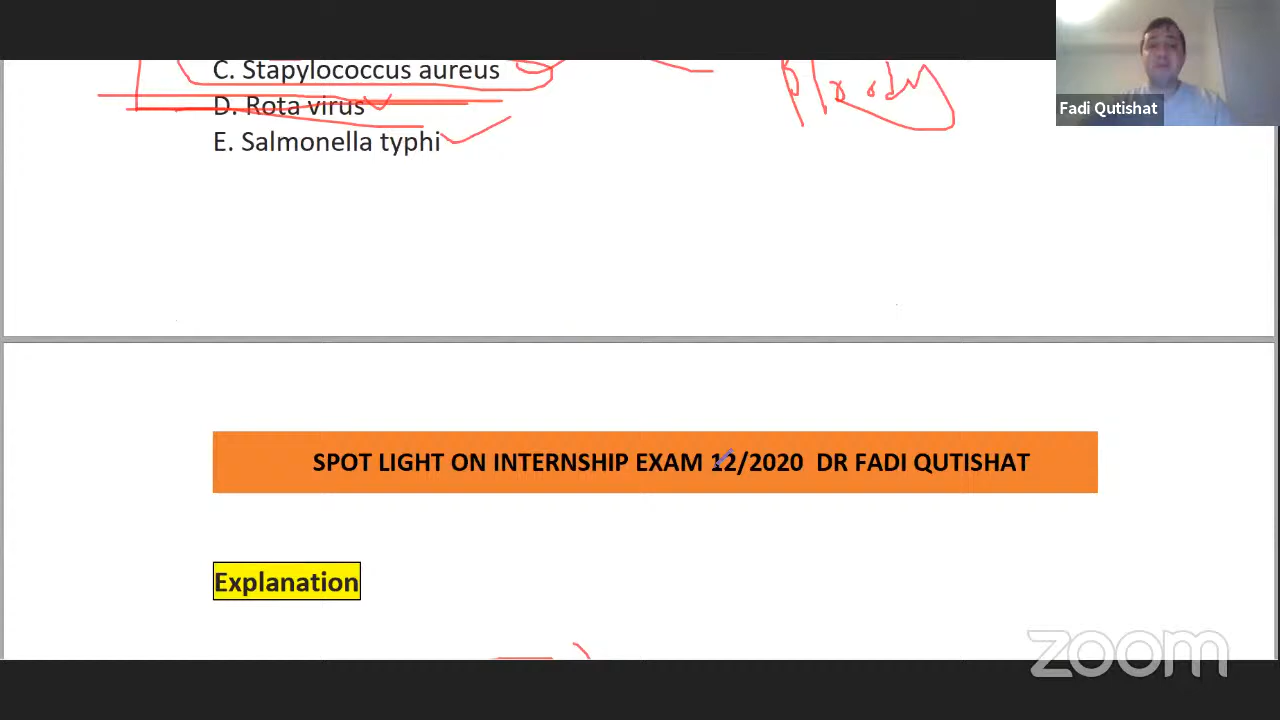 C. Stapylococcus aureus
D. Rota virus
E. Salmonella typhi
Bloody
Fadi Qutishat
SPOT LIGHT ON INTERNSHIP EXAM 12/2020 DR FADI QUTISHAT
Explanation
zoom